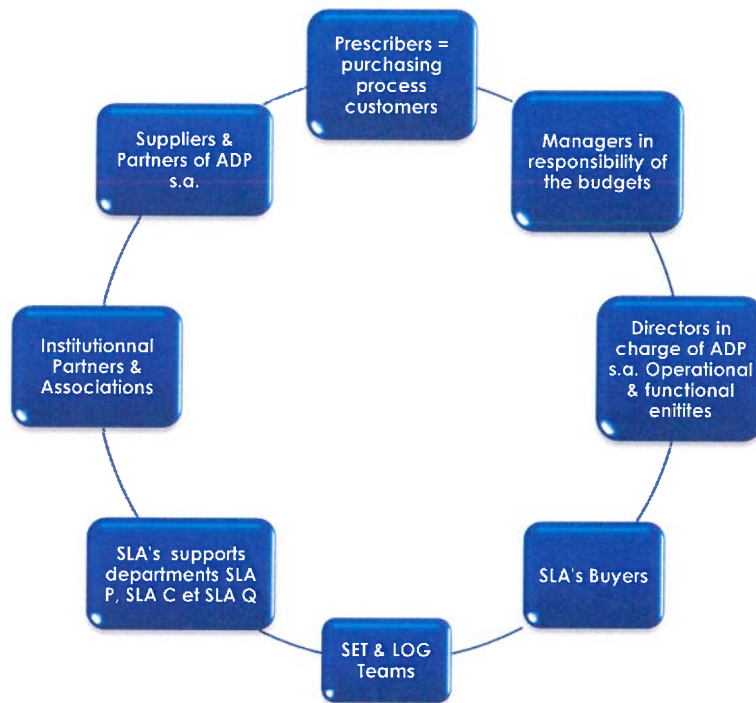 Prescribers =
purchasing
process
customers
Managers in
responsibility of
the budgets
Directors in
charge of ADP
s.a. Operational
& functional
enitites
SLA's Buyers
SET & LOG
Teams
SLA's supports
departments SLA
P, SLA C et SLA Q
Institutionnal
Partners &
Associations
Suppliers &
Partners of ADP
s.a.